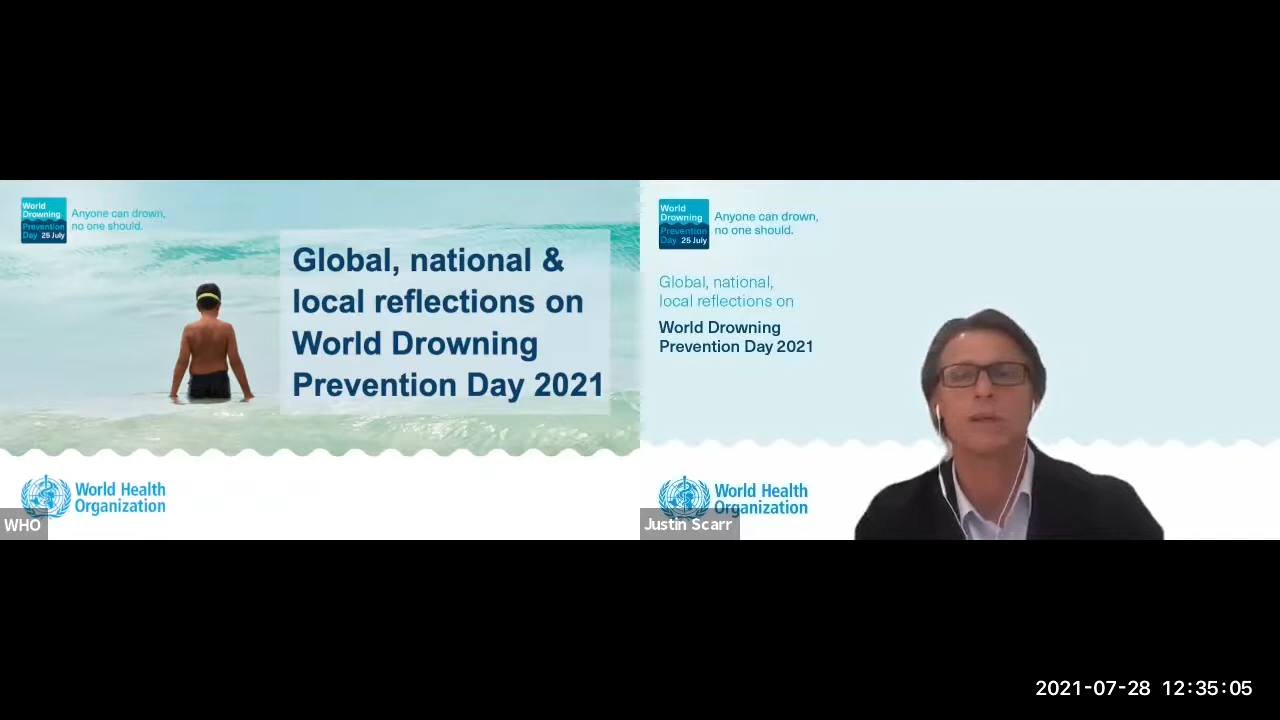 World
Drowning
Prevention
Day 25 July
Anyone can drown,
no one should.
Global, national &
local reflections on
World Drowning
Prevention Day 2021
World Health
Organization
WHO
World
Drowning
Prevention
Day 25 July
Anyone can drown,
no one should.
Global, national,
local reflections on
World Drowning
Prevention Day 2021
World Health
Organization
Justin Scarr
2021-07-28 12:35:05